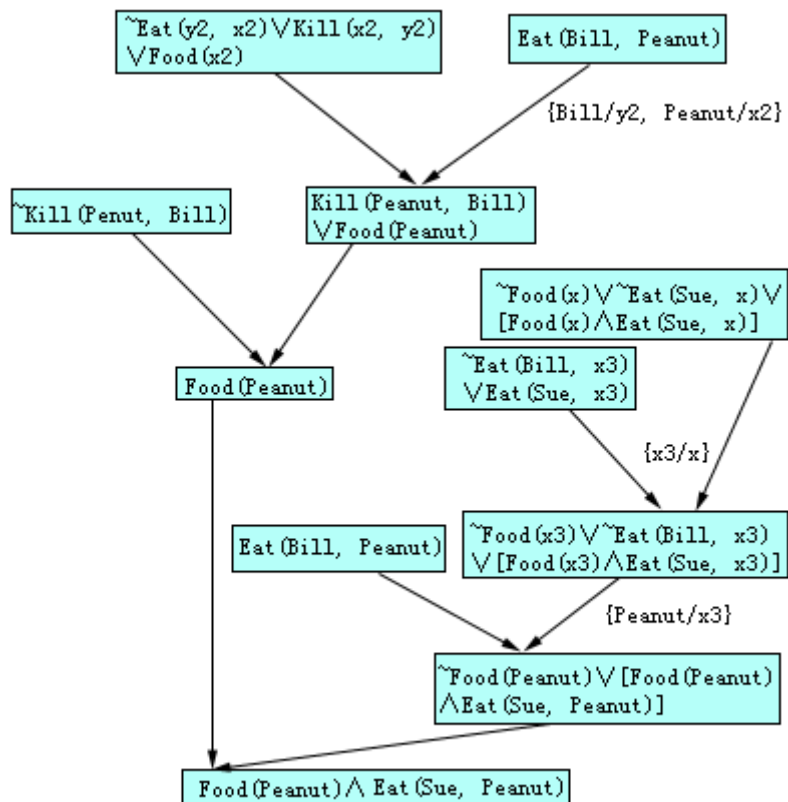 ~Eat(y2, x2)∨Kill(x2, y2)
∨Food(x2)
Eat(Bill, Peanut)
{Bill/y2, Peanut/x2}
~Kill(Penut, Bill)
Kill(Peanut, Bill)
∨Food(Peanut)
~Food(x)∨~Eat(Sue, x)∨
[Food(x)∧Eat(Sue, x)]
Food(Peanut)
~Eat(Bill, x3)
∨Eat(Sue, x3)
{x3/x}
Eat(Bill, Peanut)
~Food(x3)∨~Eat(Bill, x3)
∨[Food(x3)∧Eat(Sue, x3)]
{Peanut/x3}
~Food(Peanut)∨[Food(Peanut)
∧Eat(Sue, Peanut)]
Food(Peanut)∧ Eat(Sue, Peanut)